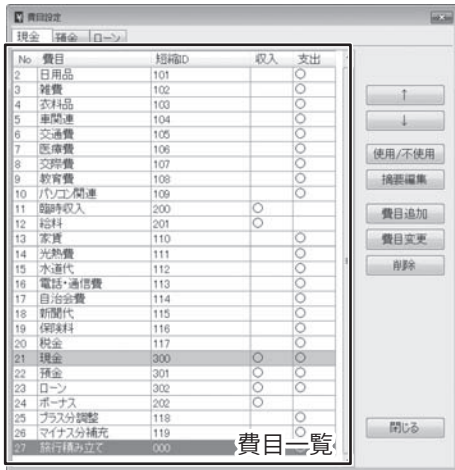 費目設定
現金 預金 ローン
No 費目 短縮ID 収入 支出
2 日用品 101 ○
3 雑費 102 ○
4 衣料品 103 ○
5 車関連 104 ○
6 交通費 105 ○
7 医療費 106 ○
8 交際費 107 ○
9 教育費 108 ○
10 パソコン関連 109 ○
11 臨時収入 200 ○
12 給料 201 ○
13 家賃 110 ○
14 光熱費 111 ○
15 水道代 112 ○
16 電話・通信費 113 ○
17 自治会費 114 ○
18 新聞代 115 ○
19 保険料 116 ○
20 税金 117 ○
21 現金 300 ○ ○
22 預金 301 ○ ○
23 ローン 302 ○ ○
24 ボーナス 202 ○
25 プラス分調整 118 ○
26 マイナス分補充 119 ○
27 旅行積み立て 000
費目一覧
↑
↓
使用/不使用
摘要編集
費目追加
費目変更
削除
閉じる